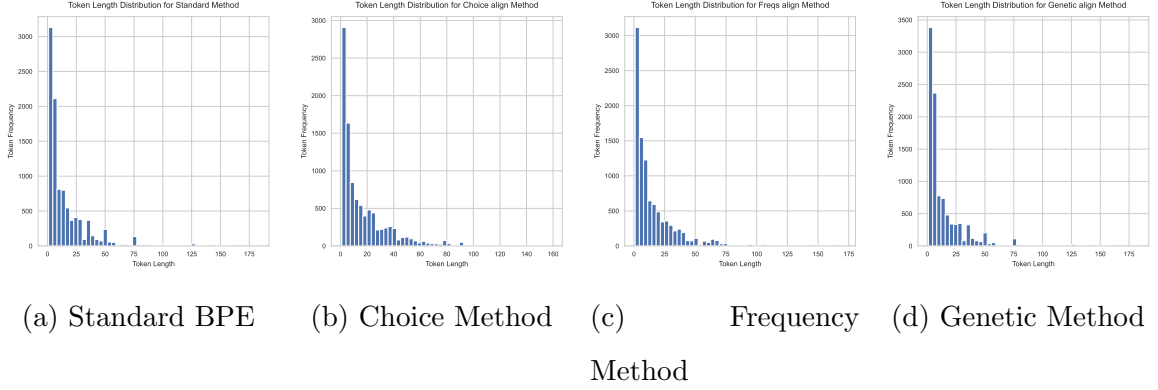 Token Length Distribution for Standard Method
Token Frequency
3000
2500
2000
1500
1000
500
0
0 25 50 75 100 125 150 175
Token Length
Token Length Distribution for Choice align Method
Token Frequency
3000
2500
2000
1500
1000
500
0
0 20 40 60 80 100 120 140 160
Token Length
Token Length Distribution for Freqs align Method
Token Frequency
3000
2500
2000
1500
1000
500
0
0 25 50 75 100 125 150 175
Token Length
Token Length Distribution for Genetic align Method
Token Frequency
3500
3000
2500
2000
1500
1000
500
0
0 25 50 75 100 125 150 175
Token Length
(a) Standard BPE
(b) Choice Method
(c) Frequency
Method
(d) Genetic Method